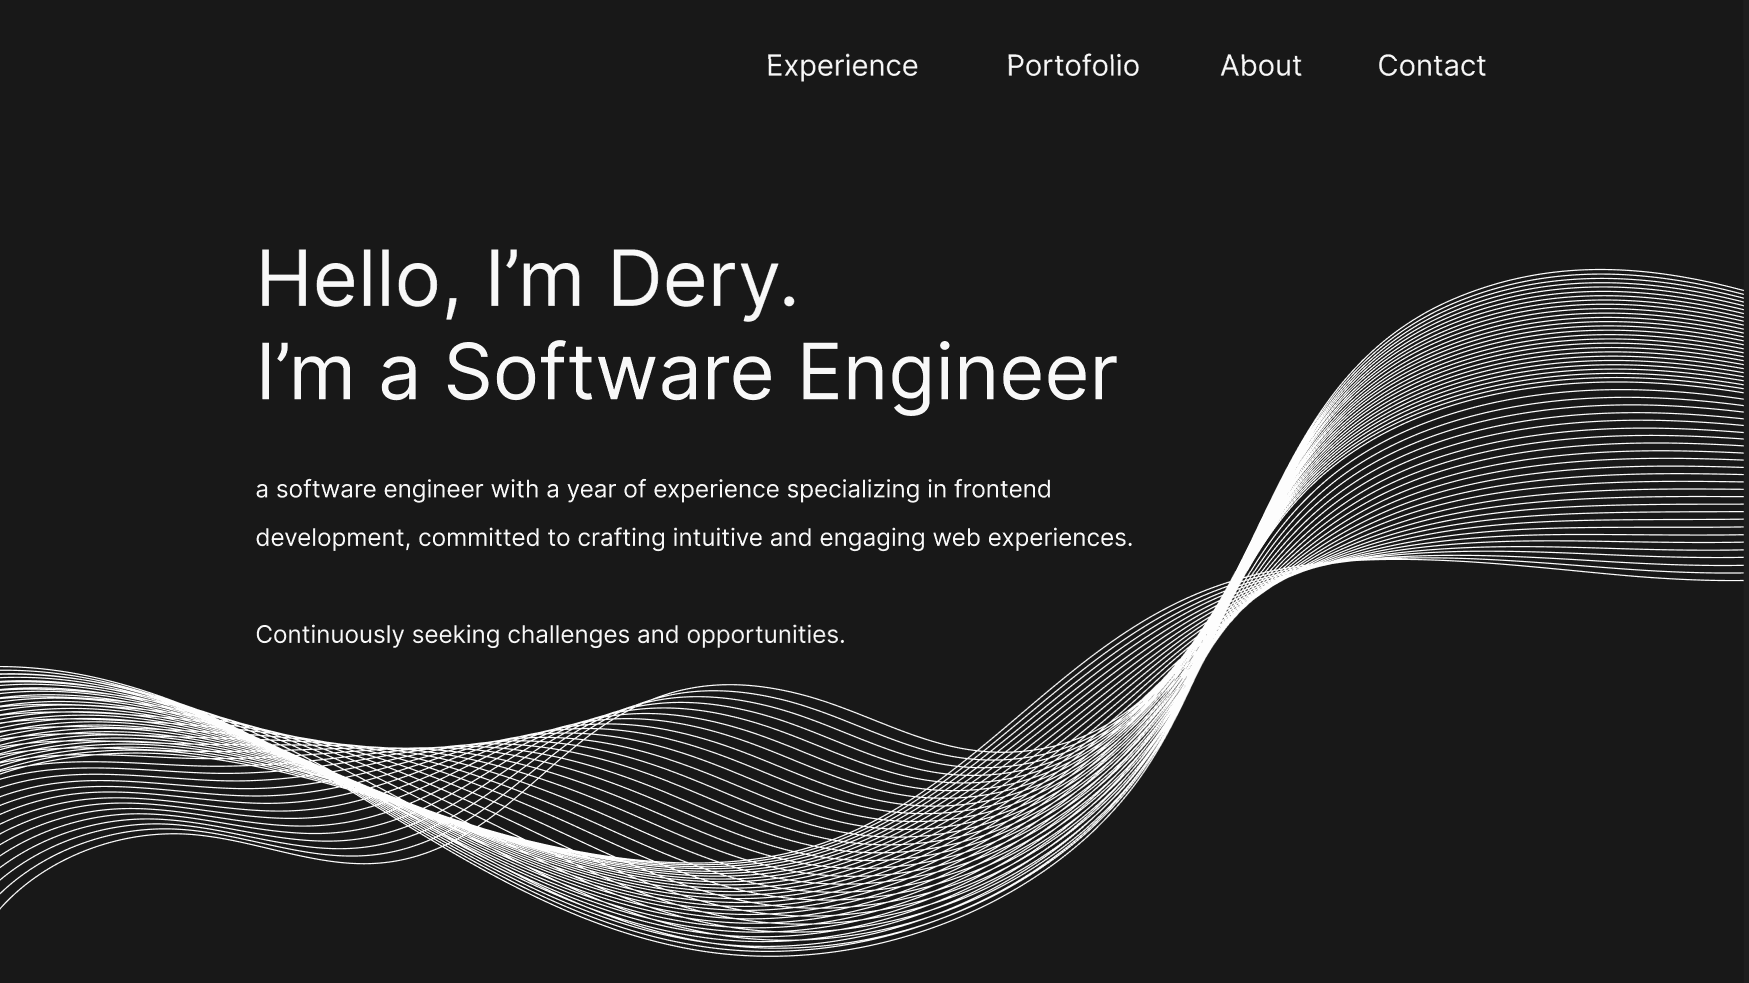 Experience Portofolio About Contact
Hello, I’m Dery.
I’m a Software Engineer
a software engineer with a year of experience specializing in frontend
development, committed to crafting intuitive and engaging web experiences.
Continuously seeking challenges and opportunities.